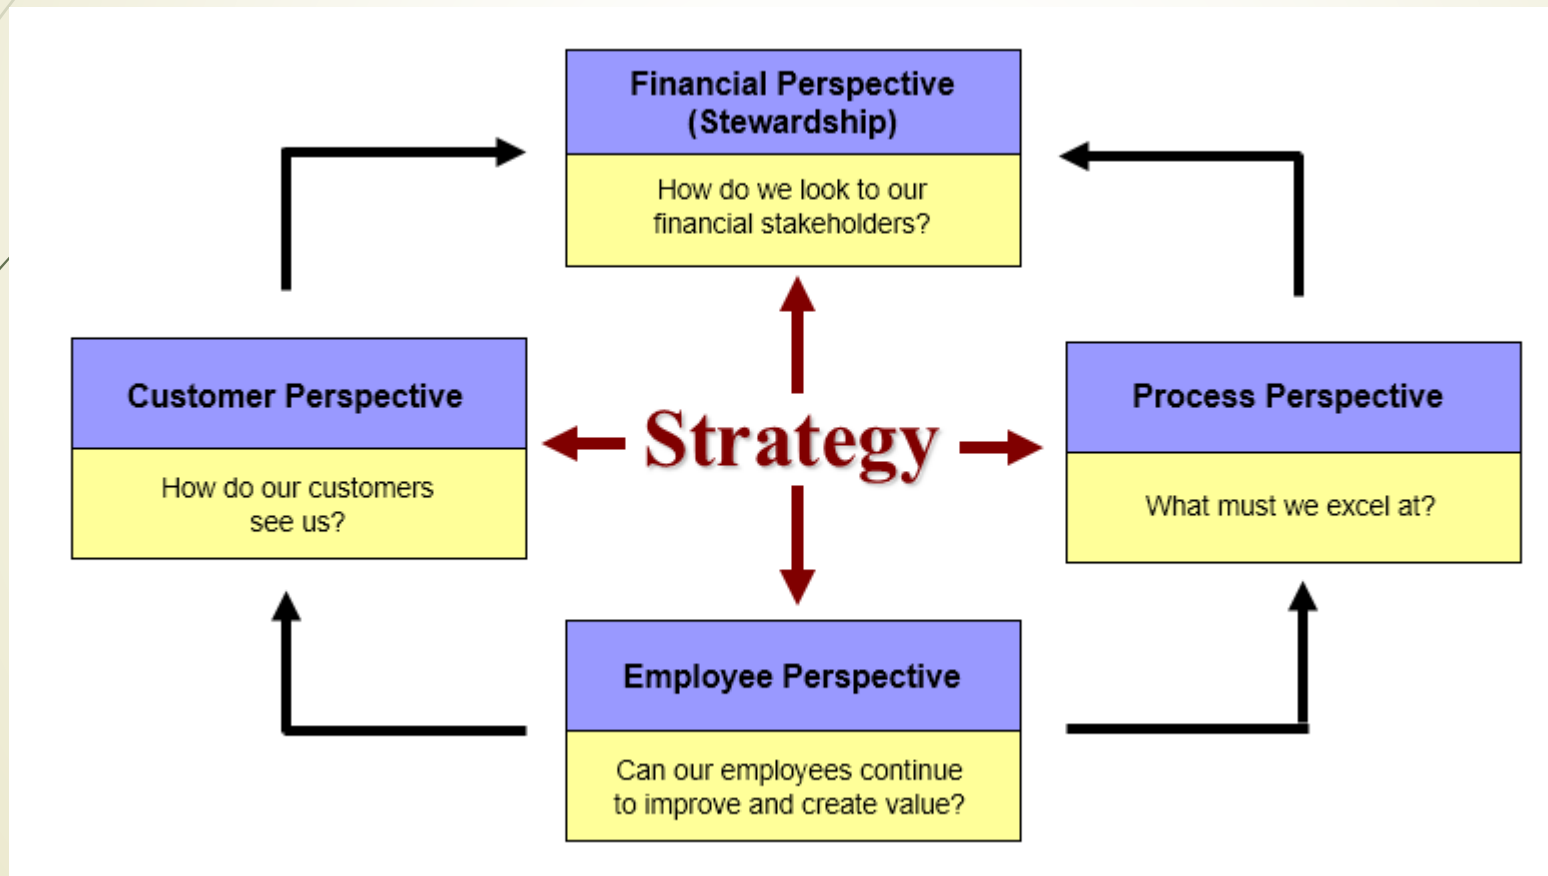 Financial Perspective
(Stewardship)
How do we look to our
financial stakeholders?
Customer Perspective
How do our customers
see us?
Strategy
Process Perspective
What must we excel at?
Employee Perspective
Can our employees continue
to improve and create value?